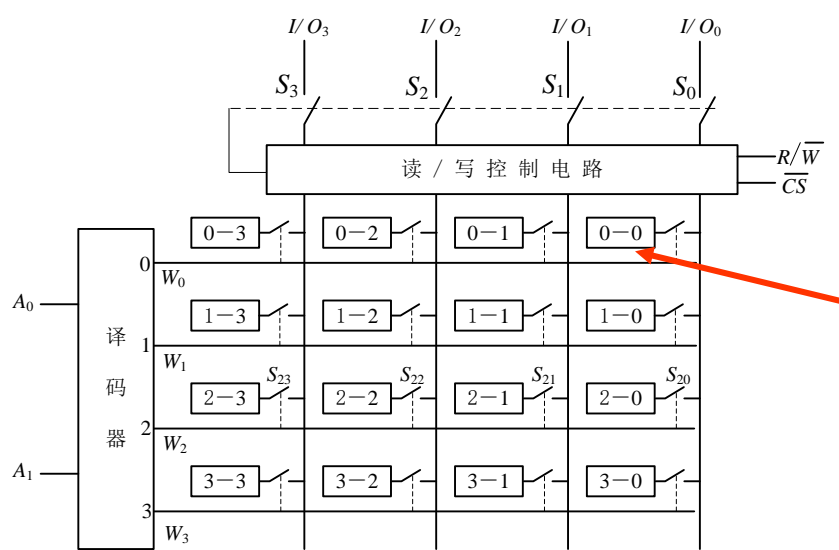 I/O₃ I/O₂ I/O₁ I/O₀
S₃ S₂ S₁ S₀
读/写控制电路
R/W̅
C̅S̅
0－3 0－2 0－1 0－0
0
W₀
A₀
1－3 1－2 1－1 1－0
译码器
1
W₁
S₂₃ S₂₂ S₂₁ S₂₀
2－3 2－2 2－1 2－0
2
W₂
A₁
3－3 3－2 3－1 3－0
3
W₃